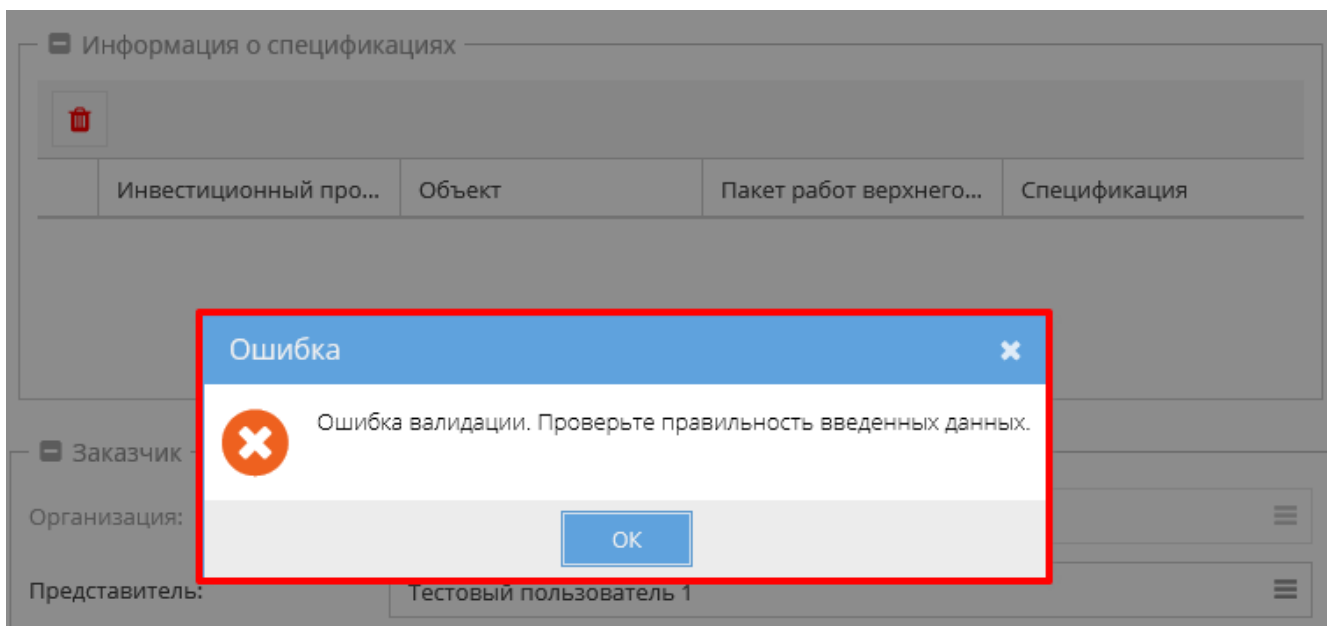 Информация о спецификациях
Инвестиционный про... Объект Пакет работ верхнего... Спецификация
Ошибка
Ошибка валидации. Проверьте правильность введенных данных.
Заказчик
Организация:
ОК
Представитель: Тестовый пользователь 1